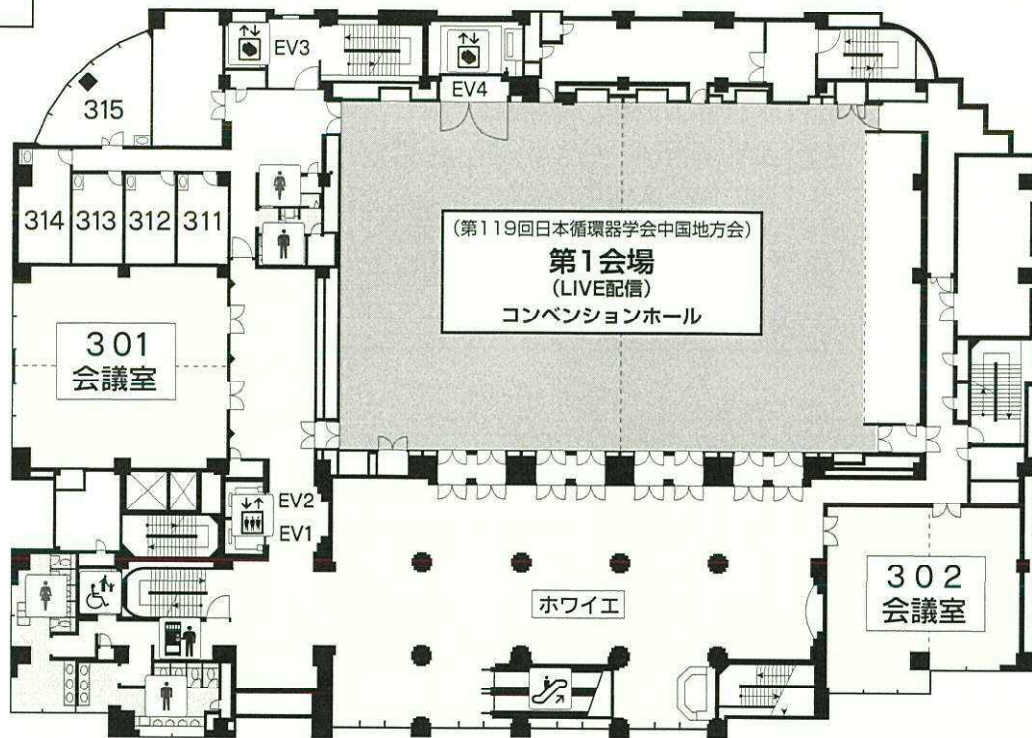 EV3
EV4
315
314
313
312
311
(第119回日本循環器学会中国地方会)
第1会場
(LIVE配信)
コンベンションホール
301
会議室
EV2
EV1
ホワイエ
302
会議室